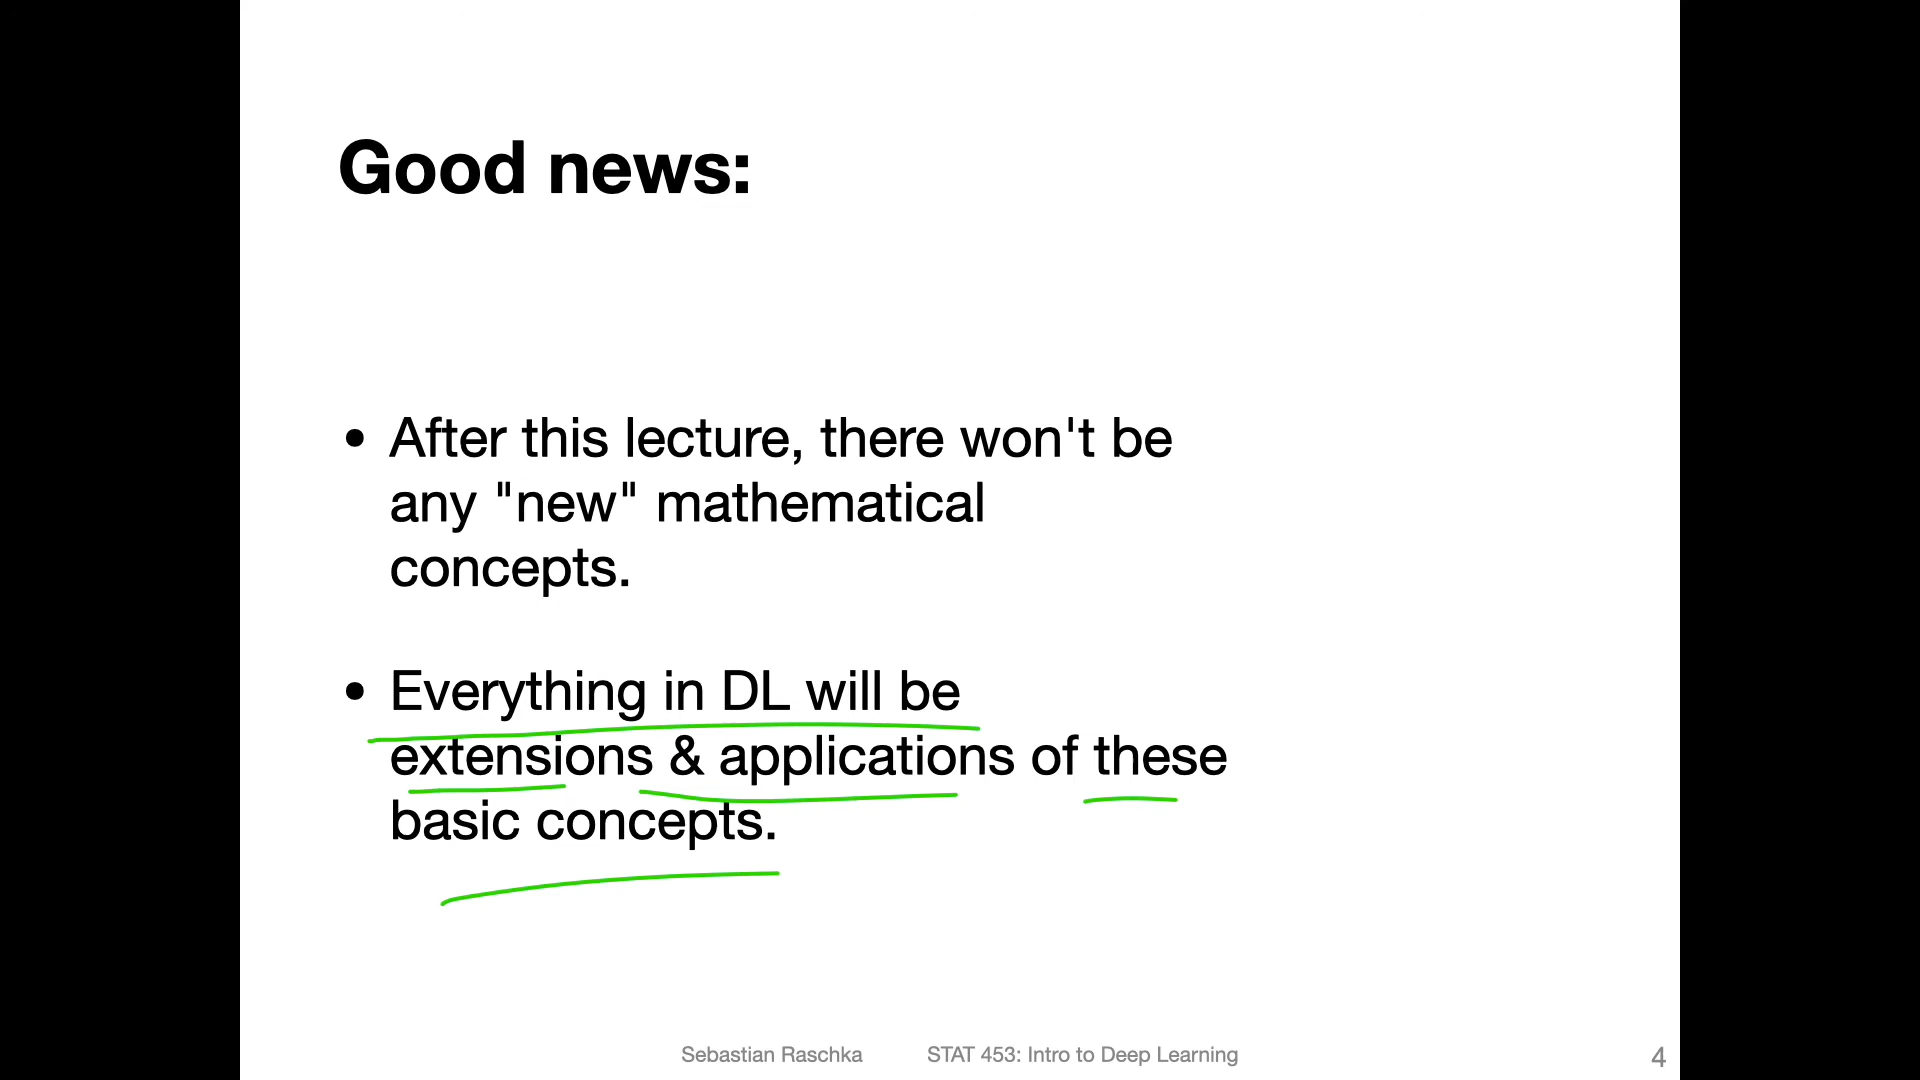 Good news:
• After this lecture, there won't be
any "new" mathematical
concepts.
• Everything in DL will be
extensions & applications of these
basic concepts.
Sebastian Raschka STAT 453: Intro to Deep Learning 4